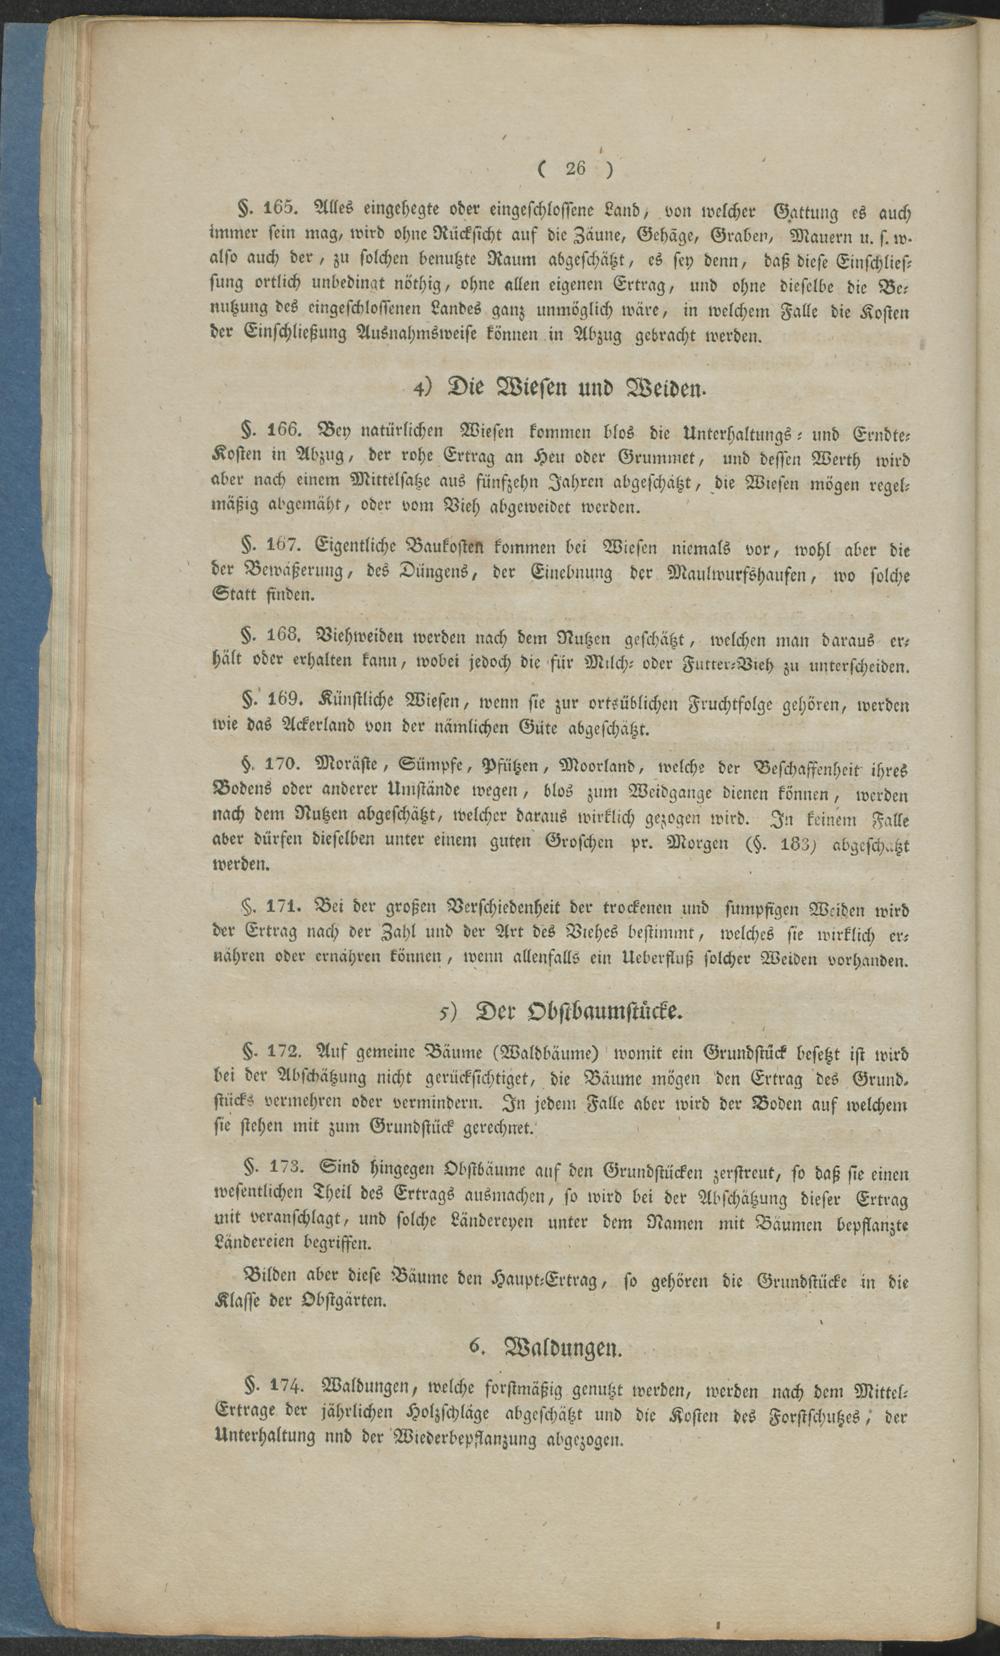 ( 26 )
§. 165. Alles eingehegte oder eingeschlossene Land, von welcher Gattung es auch
immer sein mag, wird ohne Rücksicht auf die Zäune, Gehäge, Graben, Mauern u. s. w.
also auch der, zu solchen benutzte Raum abgeschätzt, es sey denn, daß diese Einschlies-
sung ortlich unbedingt nöthig, ohne allen eigenen Ertrag, und ohne dieselbe die Be-
nutzung des eingeschlossenen Landes ganz unmöglich wäre, in welchem Falle die Kosten
der Einschließung Ausnahmsweise können in Abzug gebracht werden.
4) Die Wiesen und Weiden.
§. 166. Bey natürlichen Wiesen kommen blos die Unterhaltungs- und Erndte-
Kosten in Abzug, der rohe Ertrag an Heu oder Grummet, und dessen Werth wird
aber nach einem Mittelsatze aus fünfzehn Jahren abgeschätzt, die Wiesen mögen regel-
mäßig abgemäht, oder vom Vieh abgeweidet werden.
§. 167. Eigentliche Baukosten kommen bei Wiesen niemals vor, wohl aber die
der Bewäßerung, des Düngens, der Einebnung der Maulwurfshaufen, wo solche
Statt finden.
§. 168. Viehweiden werden nach dem Nutzen geschätzt, welchen man daraus er-
hält oder erhalten kann, wobei jedoch die für Milch- oder Futter-Vieh zu unterscheiden.
§. 169. Künstliche Wiesen, wenn sie zur ortsüblichen Fruchtfolge gehören, werden
wie das Ackerland von der nämlichen Güte abgeschätzt.
§. 170. Moräste, Sümpfe, Pfützen, Moorland, welche der Beschaffenheit ihres
Bodens oder anderer Umstände wegen, blos zum Weidgange dienen können, werden
nach dem Nutzen abgeschätzt, welcher daraus wirklich gezogen wird. In keinem Falle
aber dürfen dieselben unter einem guten Groschen pr. Morgen (§. 183) abgeschätzt
werden.
§. 171. Bei der großen Verschiedenheit der trockenen und sumpfigen Weiden wird
der Ertrag nach der Zahl und der Art des Viehes bestimmt, welches sie wirklich er-
nähren oder ernähren können, wenn allenfalls ein Ueberfluß solcher Weiden vorhanden.
5) Der Obstbaumstücke.
§. 172. Auf gemeine Bäume (Waldbäume) womit ein Grundstück besetzt ist wird
bei der Abschätzung nicht gerücksichtiget, die Bäume mögen den Ertrag des Grund-
stücks vermehren oder vermindern. In jedem Falle aber wird der Boden auf welchem
sie stehen mit zum Grundstück gerechnet.
§. 173. Sind hingegen Obstbäume auf den Grundstücken zerstreut, so daß sie einen
wesentlichen Theil des Ertrags ausmachen, so wird bei der Abschätzung dieser Ertrag
mit veranschlagt, und solche Ländereyen unter dem Namen mit Bäumen bepflanzte
Ländereien begriffen.
Bilden aber diese Bäume den Haupt-Ertrag, so gehören die Grundstücke in die
Klasse der Obstgärten.
6. Waldungen.
§. 174. Waldungen, welche forstmäßig genutzt werden, werden nach dem Mittel-
Ertrage der jährlichen Holzschläge abgeschätzt und die Kosten des Forstschutzes, der
Unterhaltung nnd der Wiederbepflanzung abgezogen.